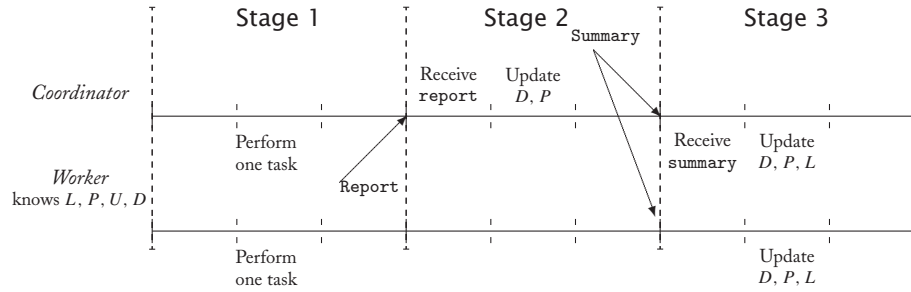 Stage 1
Stage 2
Stage 3
Summary
Receive
report
Update
D, P
Coordinator
Perform
one task
Receive
summary
Update
D, P, L
Worker
knows L, P, U, D
Report
Perform
one task
Update
D, P, L